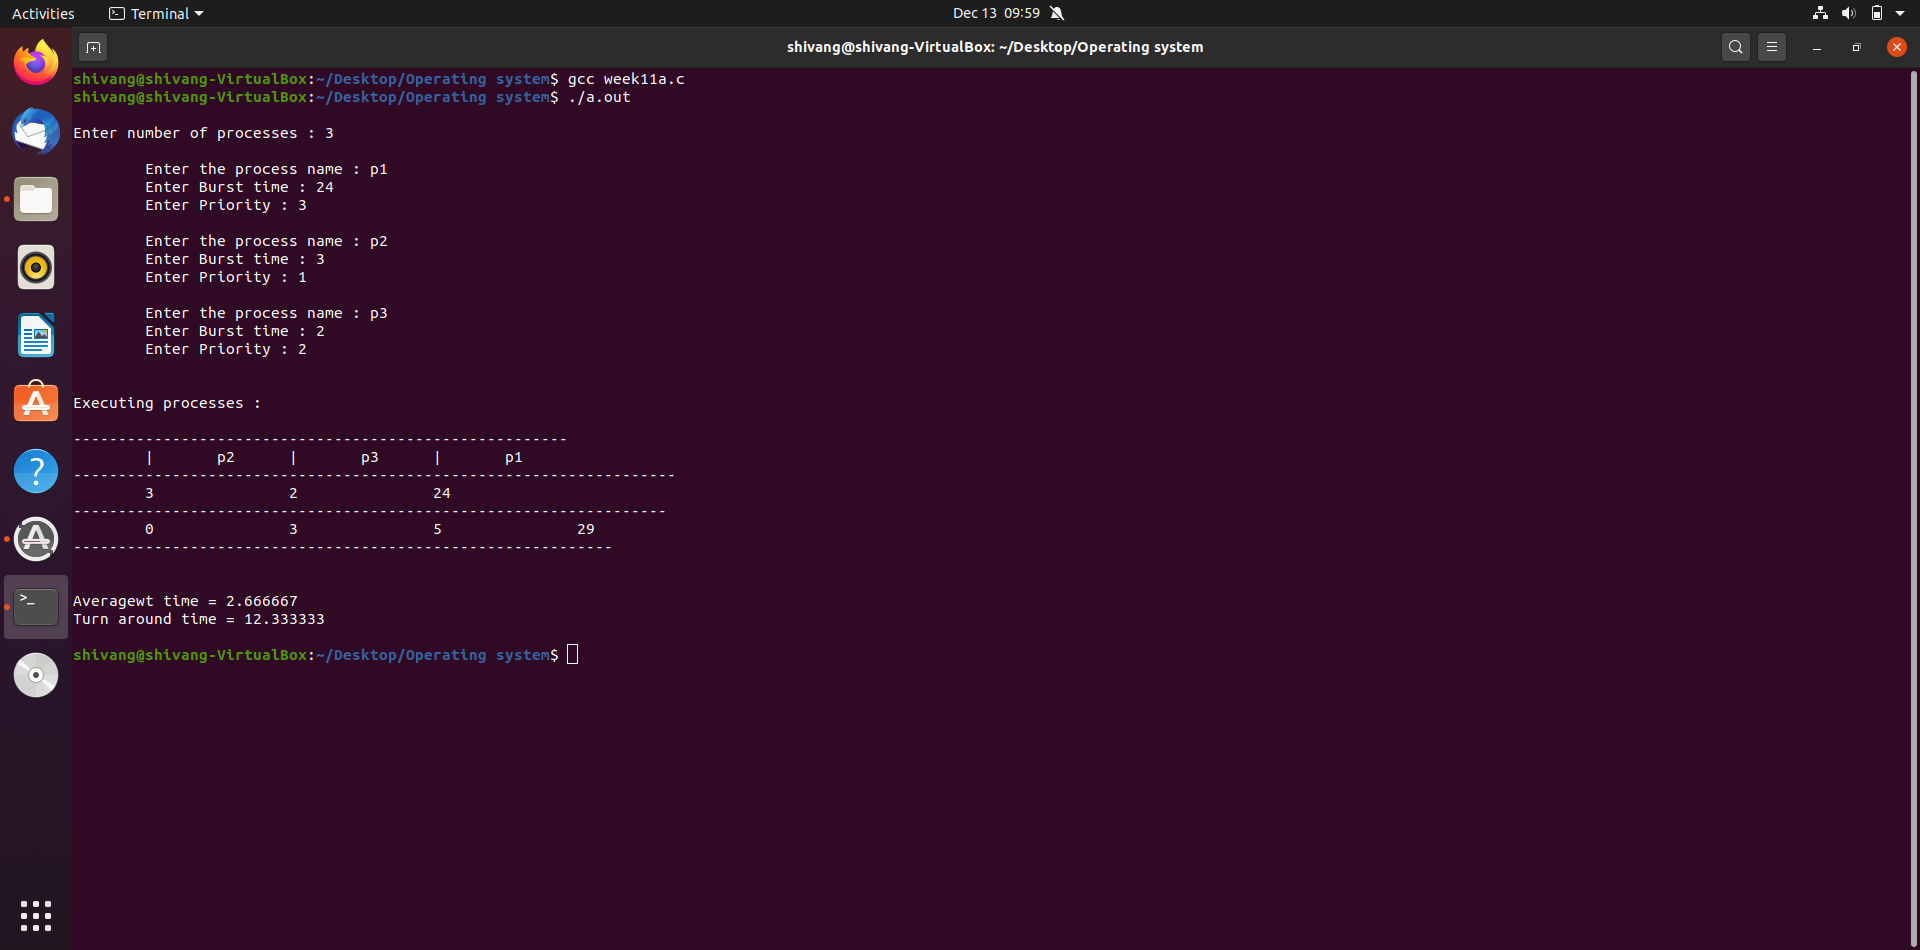 Activities Terminal Dec 13 09:59
shivang@shivang-VirtualBox: ~/Desktop/Operating system
shivang@shivang-VirtualBox:~/Desktop/Operating system$ gcc week11a.c
shivang@shivang-VirtualBox:~/Desktop/Operating system$ ./a.out
Enter number of processes : 3
Enter the process name : p1
Enter Burst time : 24
Enter Priority : 3
Enter the process name : p2
Enter Burst time : 3
Enter Priority : 1
Enter the process name : p3
Enter Burst time : 2
Enter Priority : 2
Executing processes :
-------------------------------------------------------
| p2 | p3 | p1
-------------------------------------------------------------------
3 2 24
------------------------------------------------------------------
0 3 5 29
------------------------------------------------------------
Averagewt time = 2.666667
Turn around time = 12.333333
shivang@shivang-VirtualBox:~/Desktop/Operating system$